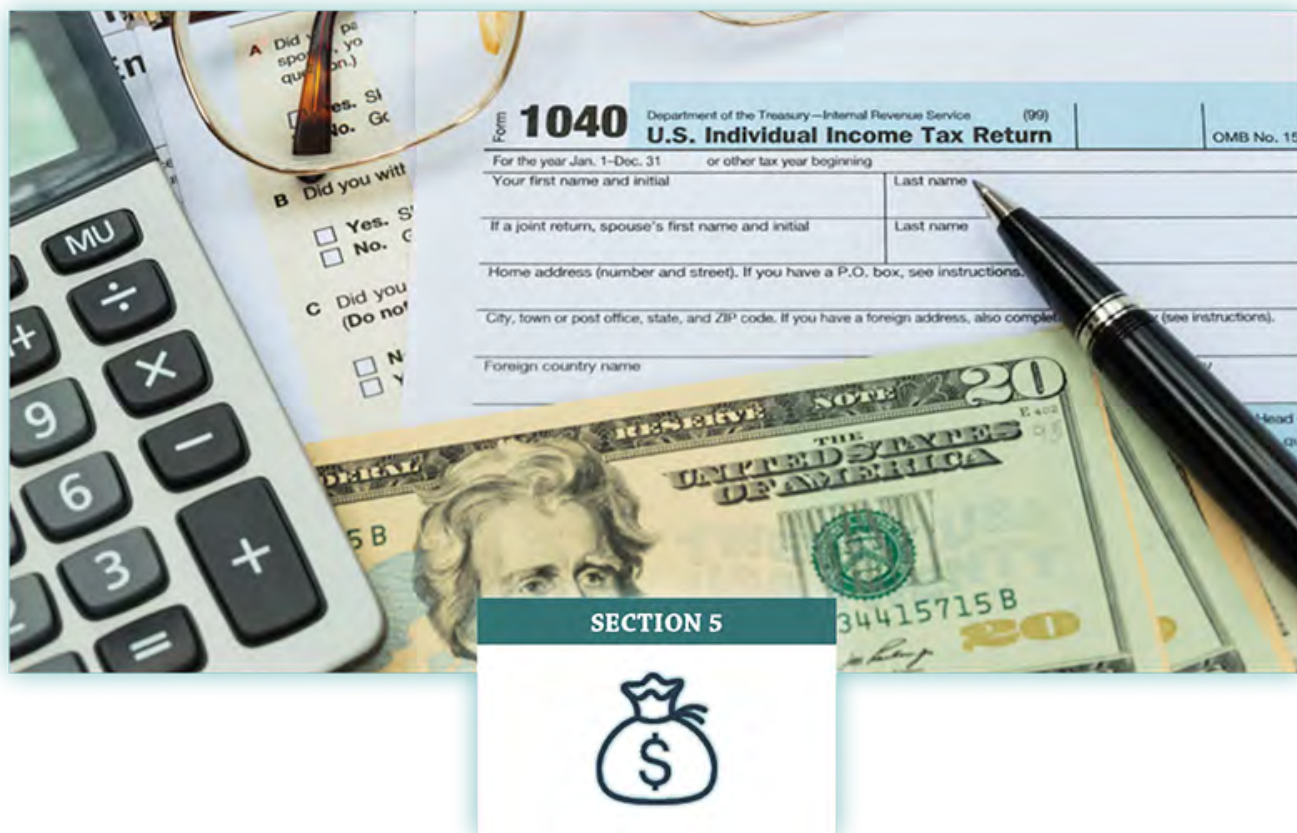 A Did
spo , yo
Yes.
No.
B Did you with
Yes.
No.
C Did you
(Do not
Form 1040
Department of the Treasury—Internal Revenue Service (99)
U.S. Individual Income Tax Return
OMB No. 15
For the year Jan. 1–Dec. 31 or other tax year beginning
Your first name and initial Last name
If a joint return, spouse's first name and initial Last name
Home address (number and street). If you have a P.O. box, see instructions.
City, town or post office, state, and ZIP code. If you have a foreign address, also complet (see instructions).
Foreign country name
Head
MU
÷
+
×
9
−
6
+
3
=
RESERVE NOTE 20
E 402
THE
UNITED STATES
OF AMERICA
5 B
34415715 B
20
SECTION 5
$